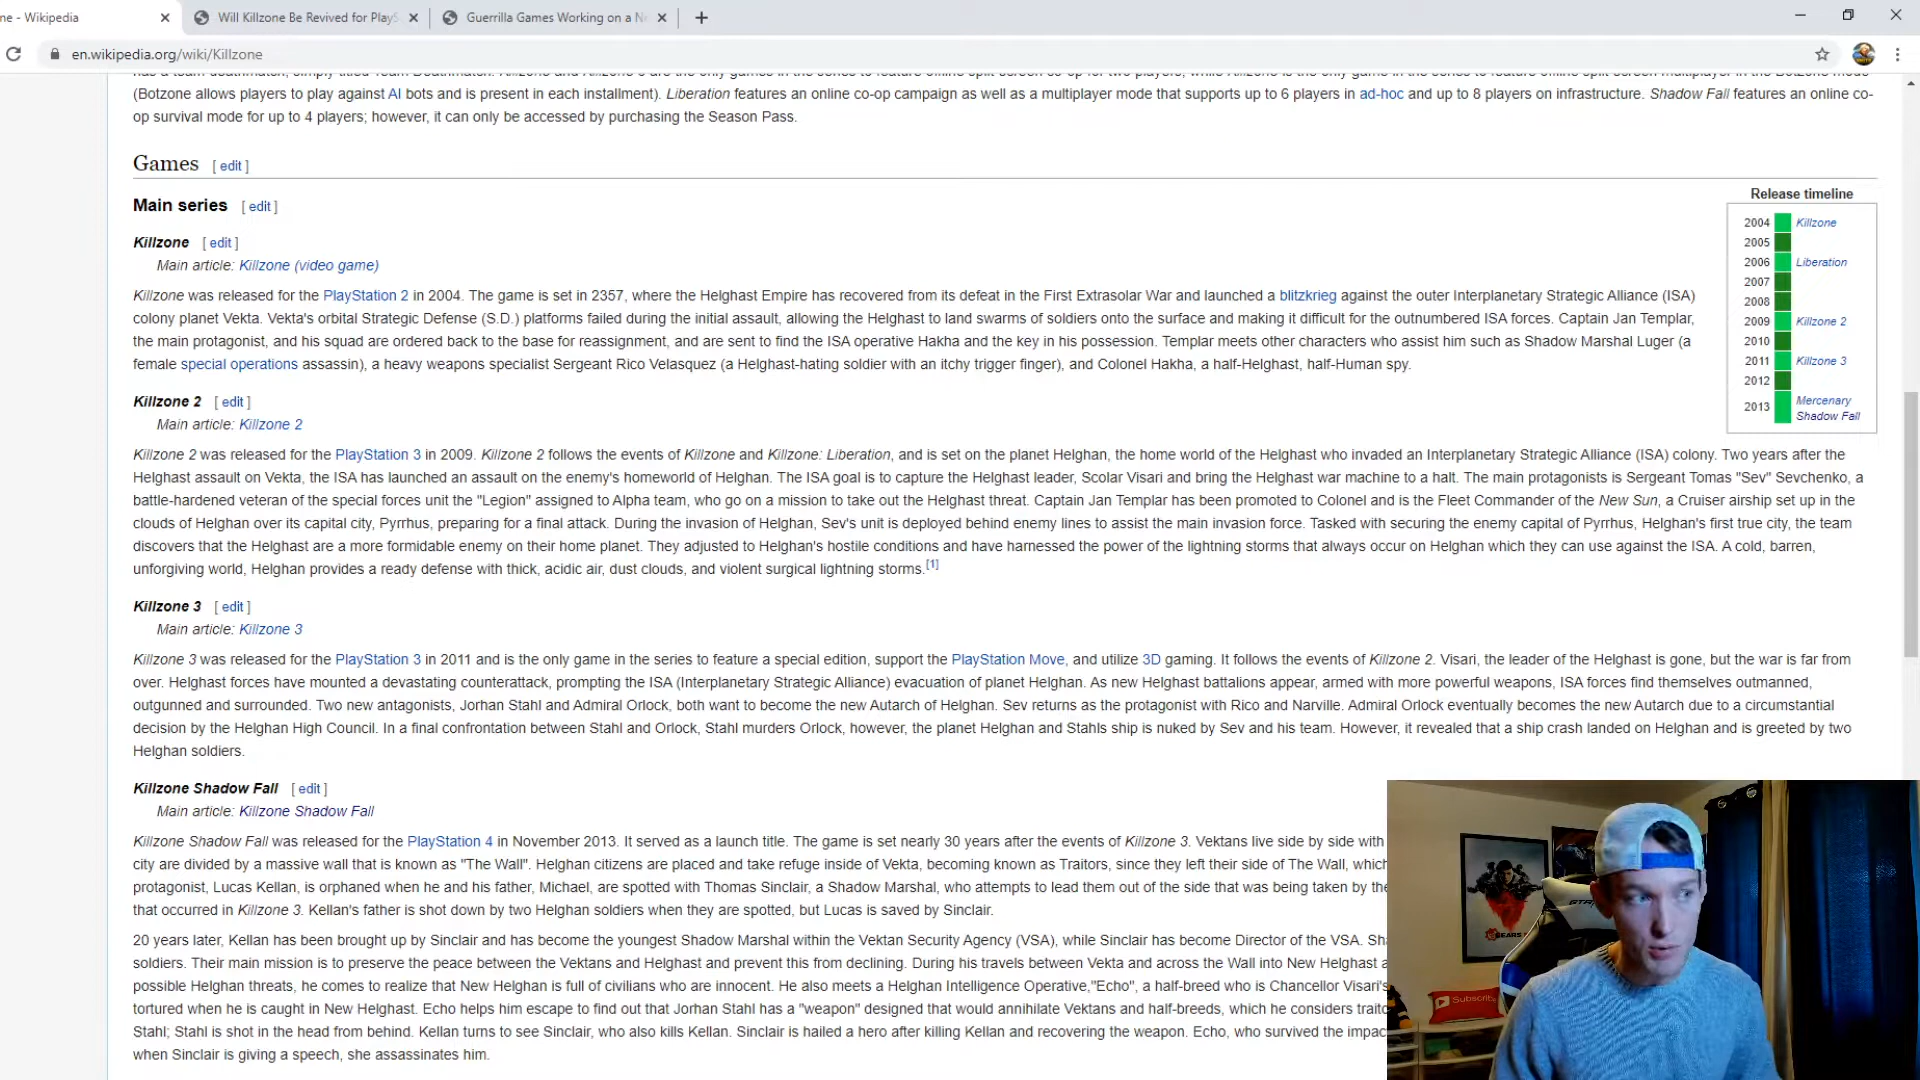 ne - Wikipedia
Will Killzone Be Revived for PlayS
Guerrilla Games Working on a N
en.wikipedia.org/wiki/Killzone
(Botzone allows players to play against AI bots and is present in each installment). Liberation features an online co-op campaign as well as a multiplayer mode that supports up to 6 players in ad-hoc and up to 8 players on infrastructure. Shadow Fall features an online co-
op survival mode for up to 4 players; however, it can only be accessed by purchasing the Season Pass.
Games [ edit ]
Main series [ edit ]
Killzone [ edit ]
Main article: Killzone (video game)
Killzone was released for the PlayStation 2 in 2004. The game is set in 2357, where the Helghast Empire has recovered from its defeat in the First Extrasolar War and launched a blitzkrieg against the outer Interplanetary Strategic Alliance (ISA)
colony planet Vekta. Vekta's orbital Strategic Defense (S.D.) platforms failed during the initial assault, allowing the Helghast to land swarms of soldiers onto the surface and making it difficult for the outnumbered ISA forces. Captain Jan Templar,
the main protagonist, and his squad are ordered back to the base for reassignment, and are sent to find the ISA operative Hakha and the key in his possession. Templar meets other characters who assist him such as Shadow Marshal Luger (a
female special operations assassin), a heavy weapons specialist Sergeant Rico Velasquez (a Helghast-hating soldier with an itchy trigger finger), and Colonel Hakha, a half-Helghast, half-Human spy.
Release timeline
2004 Killzone
2005
2006 Liberation
2007
2008
2009 Killzone 2
2010
2011 Killzone 3
2012
2013 Mercenary
Shadow Fall
Killzone 2 [ edit ]
Main article: Killzone 2
Killzone 2 was released for the PlayStation 3 in 2009. Killzone 2 follows the events of Killzone and Killzone: Liberation, and is set on the planet Helghan, the home world of the Helghast who invaded an Interplanetary Strategic Alliance (ISA) colony. Two years after the
Helghast assault on Vekta, the ISA has launched an assault on the enemy's homeworld of Helghan. The ISA goal is to capture the Helghast leader, Scolar Visari and bring the Helghast war machine to a halt. The main protagonists is Sergeant Tomas "Sev" Sevchenko, a
battle-hardened veteran of the special forces unit the "Legion" assigned to Alpha team, who go on a mission to take out the Helghast threat. Captain Jan Templar has been promoted to Colonel and is the Fleet Commander of the New Sun, a Cruiser airship set up in the
clouds of Helghan over its capital city, Pyrrhus, preparing for a final attack. During the invasion of Helghan, Sev's unit is deployed behind enemy lines to assist the main invasion force. Tasked with securing the enemy capital of Pyrrhus, Helghan's first true city, the team
discovers that the Helghast are a more formidable enemy on their home planet. They adjusted to Helghan's hostile conditions and have harnessed the power of the lightning storms that always occur on Helghan which they can use against the ISA. A cold, barren,
unforgiving world, Helghan provides a ready defense with thick, acidic air, dust clouds, and violent surgical lightning storms.[1]
Killzone 3 [ edit ]
Main article: Killzone 3
Killzone 3 was released for the PlayStation 3 in 2011 and is the only game in the series to feature a special edition, support the PlayStation Move, and utilize 3D gaming. It follows the events of Killzone 2. Visari, the leader of the Helghast is gone, but the war is far from
over. Helghast forces have mounted a devastating counterattack, prompting the ISA (Interplanetary Strategic Alliance) evacuation of planet Helghan. As new Helghast battalions appear, armed with more powerful weapons, ISA forces find themselves outmanned,
outgunned and surrounded. Two new antagonists, Jorhan Stahl and Admiral Orlock, both want to become the new Autarch of Helghan. Sev returns as the protagonist with Rico and Narville. Admiral Orlock eventually becomes the new Autarch due to a circumstantial
decision by the Helghan High Council. In a final confrontation between Stahl and Orlock, Stahl murders Orlock, however, the planet Helghan and Stahls ship is nuked by Sev and his team. However, it revealed that a ship crash landed on Helghan and is greeted by two
Helghan soldiers.
Killzone Shadow Fall [ edit ]
Main article: Killzone Shadow Fall
Killzone Shadow Fall was released for the PlayStation 4 in November 2013. It served as a launch title. The game is set nearly 30 years after the events of Killzone 3. Vektans live side by side with
city are divided by a massive wall that is known as "The Wall". Helghan citizens are placed and take refuge inside of Vekta, becoming known as Traitors, since they left their side of The Wall, which
protagonist, Lucas Kellan, is orphaned when he and his father, Michael, are spotted with Thomas Sinclair, a Shadow Marshal, who attempts to lead them out of the side that was being taken by the
that occurred in Killzone 3. Kellan's father is shot down by two Helghan soldiers when they are spotted, but Lucas is saved by Sinclair.
20 years later, Kellan has been brought up by Sinclair and has become the youngest Shadow Marshal within the Vektan Security Agency (VSA), while Sinclair has become Director of the VSA. Sh
soldiers. Their main mission is to preserve the peace between the Vektans and Helghast and prevent this from declining. During his travels between Vekta and across the Wall into New Helghast a
possible Helghan threats, he comes to realize that New Helghan is full of civilians who are innocent. He also meets a Helghan Intelligence Operative,"Echo", a half-breed who is Chancellor Visari's
tortured when he is caught in New Helghast. Echo helps him escape to find out that Jorhan Stahl has a "weapon" designed that would annihilate Vektans and half-breeds, which he considers traito
Stahl; Stahl is shot in the head from behind. Kellan turns to see Sinclair, who also kills Kellan. Sinclair is hailed a hero after killing Kellan and recovering the weapon. Echo, who survived the impac
when Sinclair is giving a speech, she assassinates him.
GEARS
Subscribe